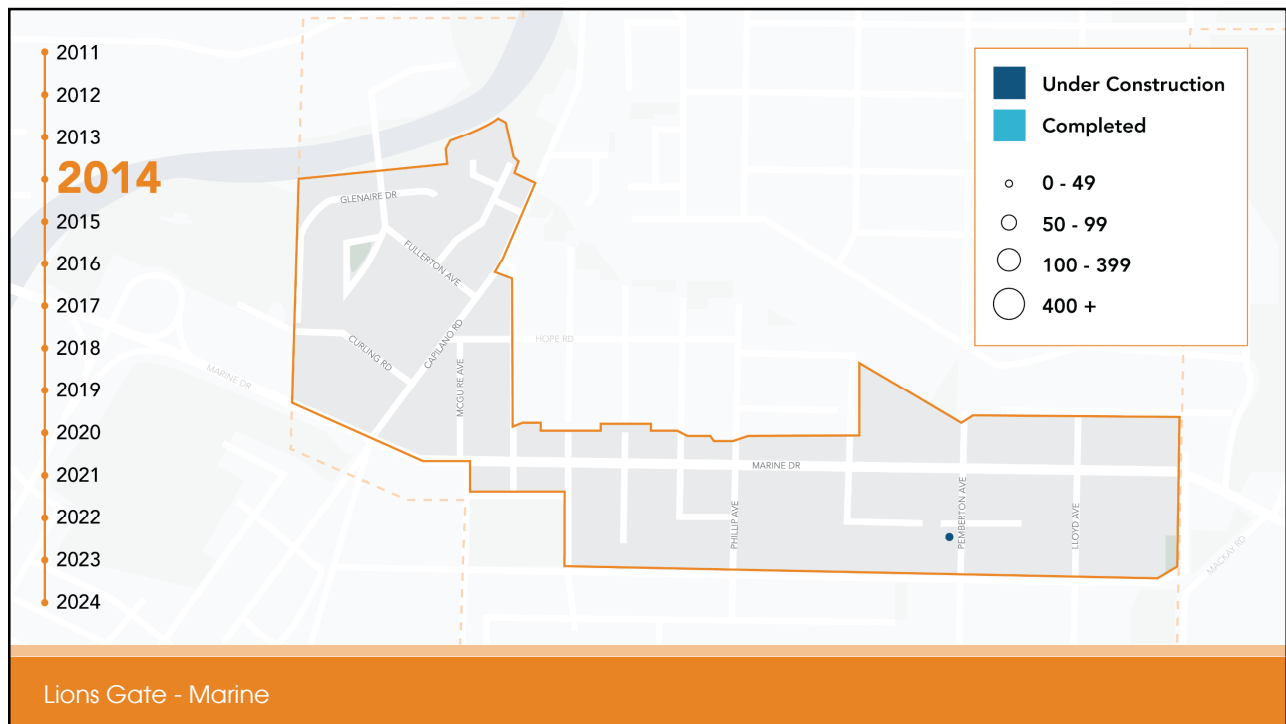 2011
2012
2013
2014
2015
2016
2017
2018
2019
2020
2021
2022
2023
2024
Under Construction
Completed
0 - 49
50 - 99
100 - 399
400 +
GLENAIRE DR
FULLERTON AVE
CAPILANO RD
CURLING RD
MCGUIRE AVE
HOPE RD
MARINE DR
MARINE DR
PHILLIP AVE
PEMBERTON AVE
LLOYD AVE
MACKAY RD
Lions Gate - Marine